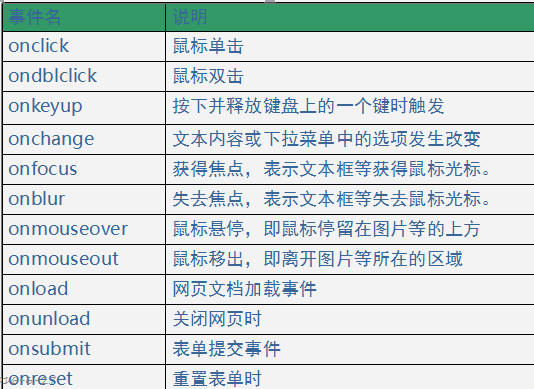 事件名 说明
onclick 鼠标单击
ondblclick 鼠标双击
onkeyup 按下并释放键盘上的一个键时触发
onchange 文本内容或下拉菜单中的选项发生改变
onfocus 获得焦点，表示文本框等获得鼠标光标。
onblur 失去焦点，表示文本框等失去鼠标光标。
onmouseover 鼠标悬停，即鼠标停留在图片等的上方
onmouseout 鼠标移出，即离开图片等所在的区域
onload 网页文档加载事件
onunload 关闭网页时
onsubmit 表单提交事件
onreset 重置表单时